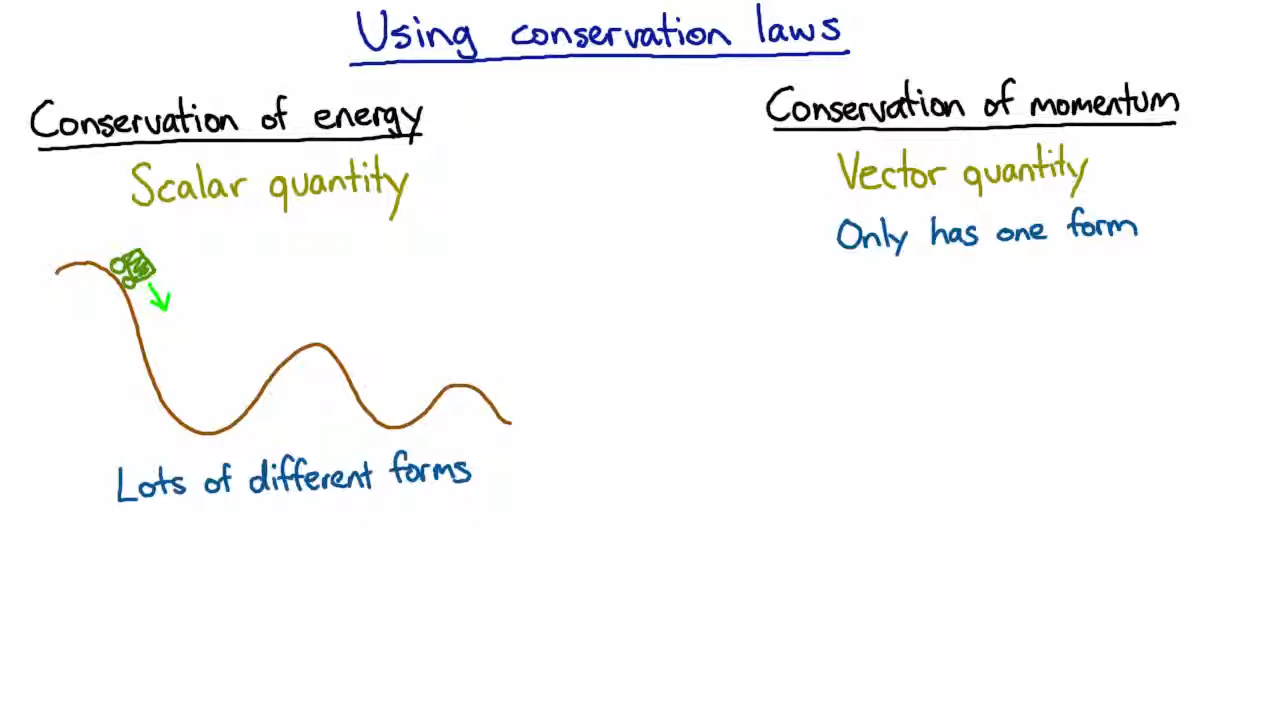 Using conservation laws
Conservation of energy
Scalar quantity
Lots of different forms
Conservation of momentum
Vector quantity
Only has one form